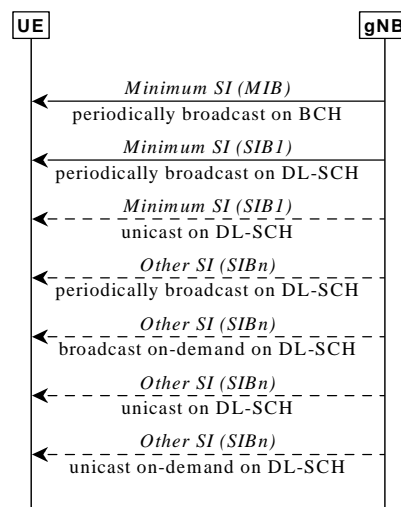 UE gNB
Minimum SI (MIB)
periodically broadcast on BCH
Minimum SI (SIB1)
periodically broadcast on DL-SCH
Minimum SI (SIB1)
unicast on DL-SCH
Other SI (SIBn)
periodically broadcast on DL-SCH
Other SI (SIBn)
broadcast on-demand on DL-SCH
Other SI (SIBn)
unicast on DL-SCH
Other SI (SIBn)
unicast on-demand on DL-SCH